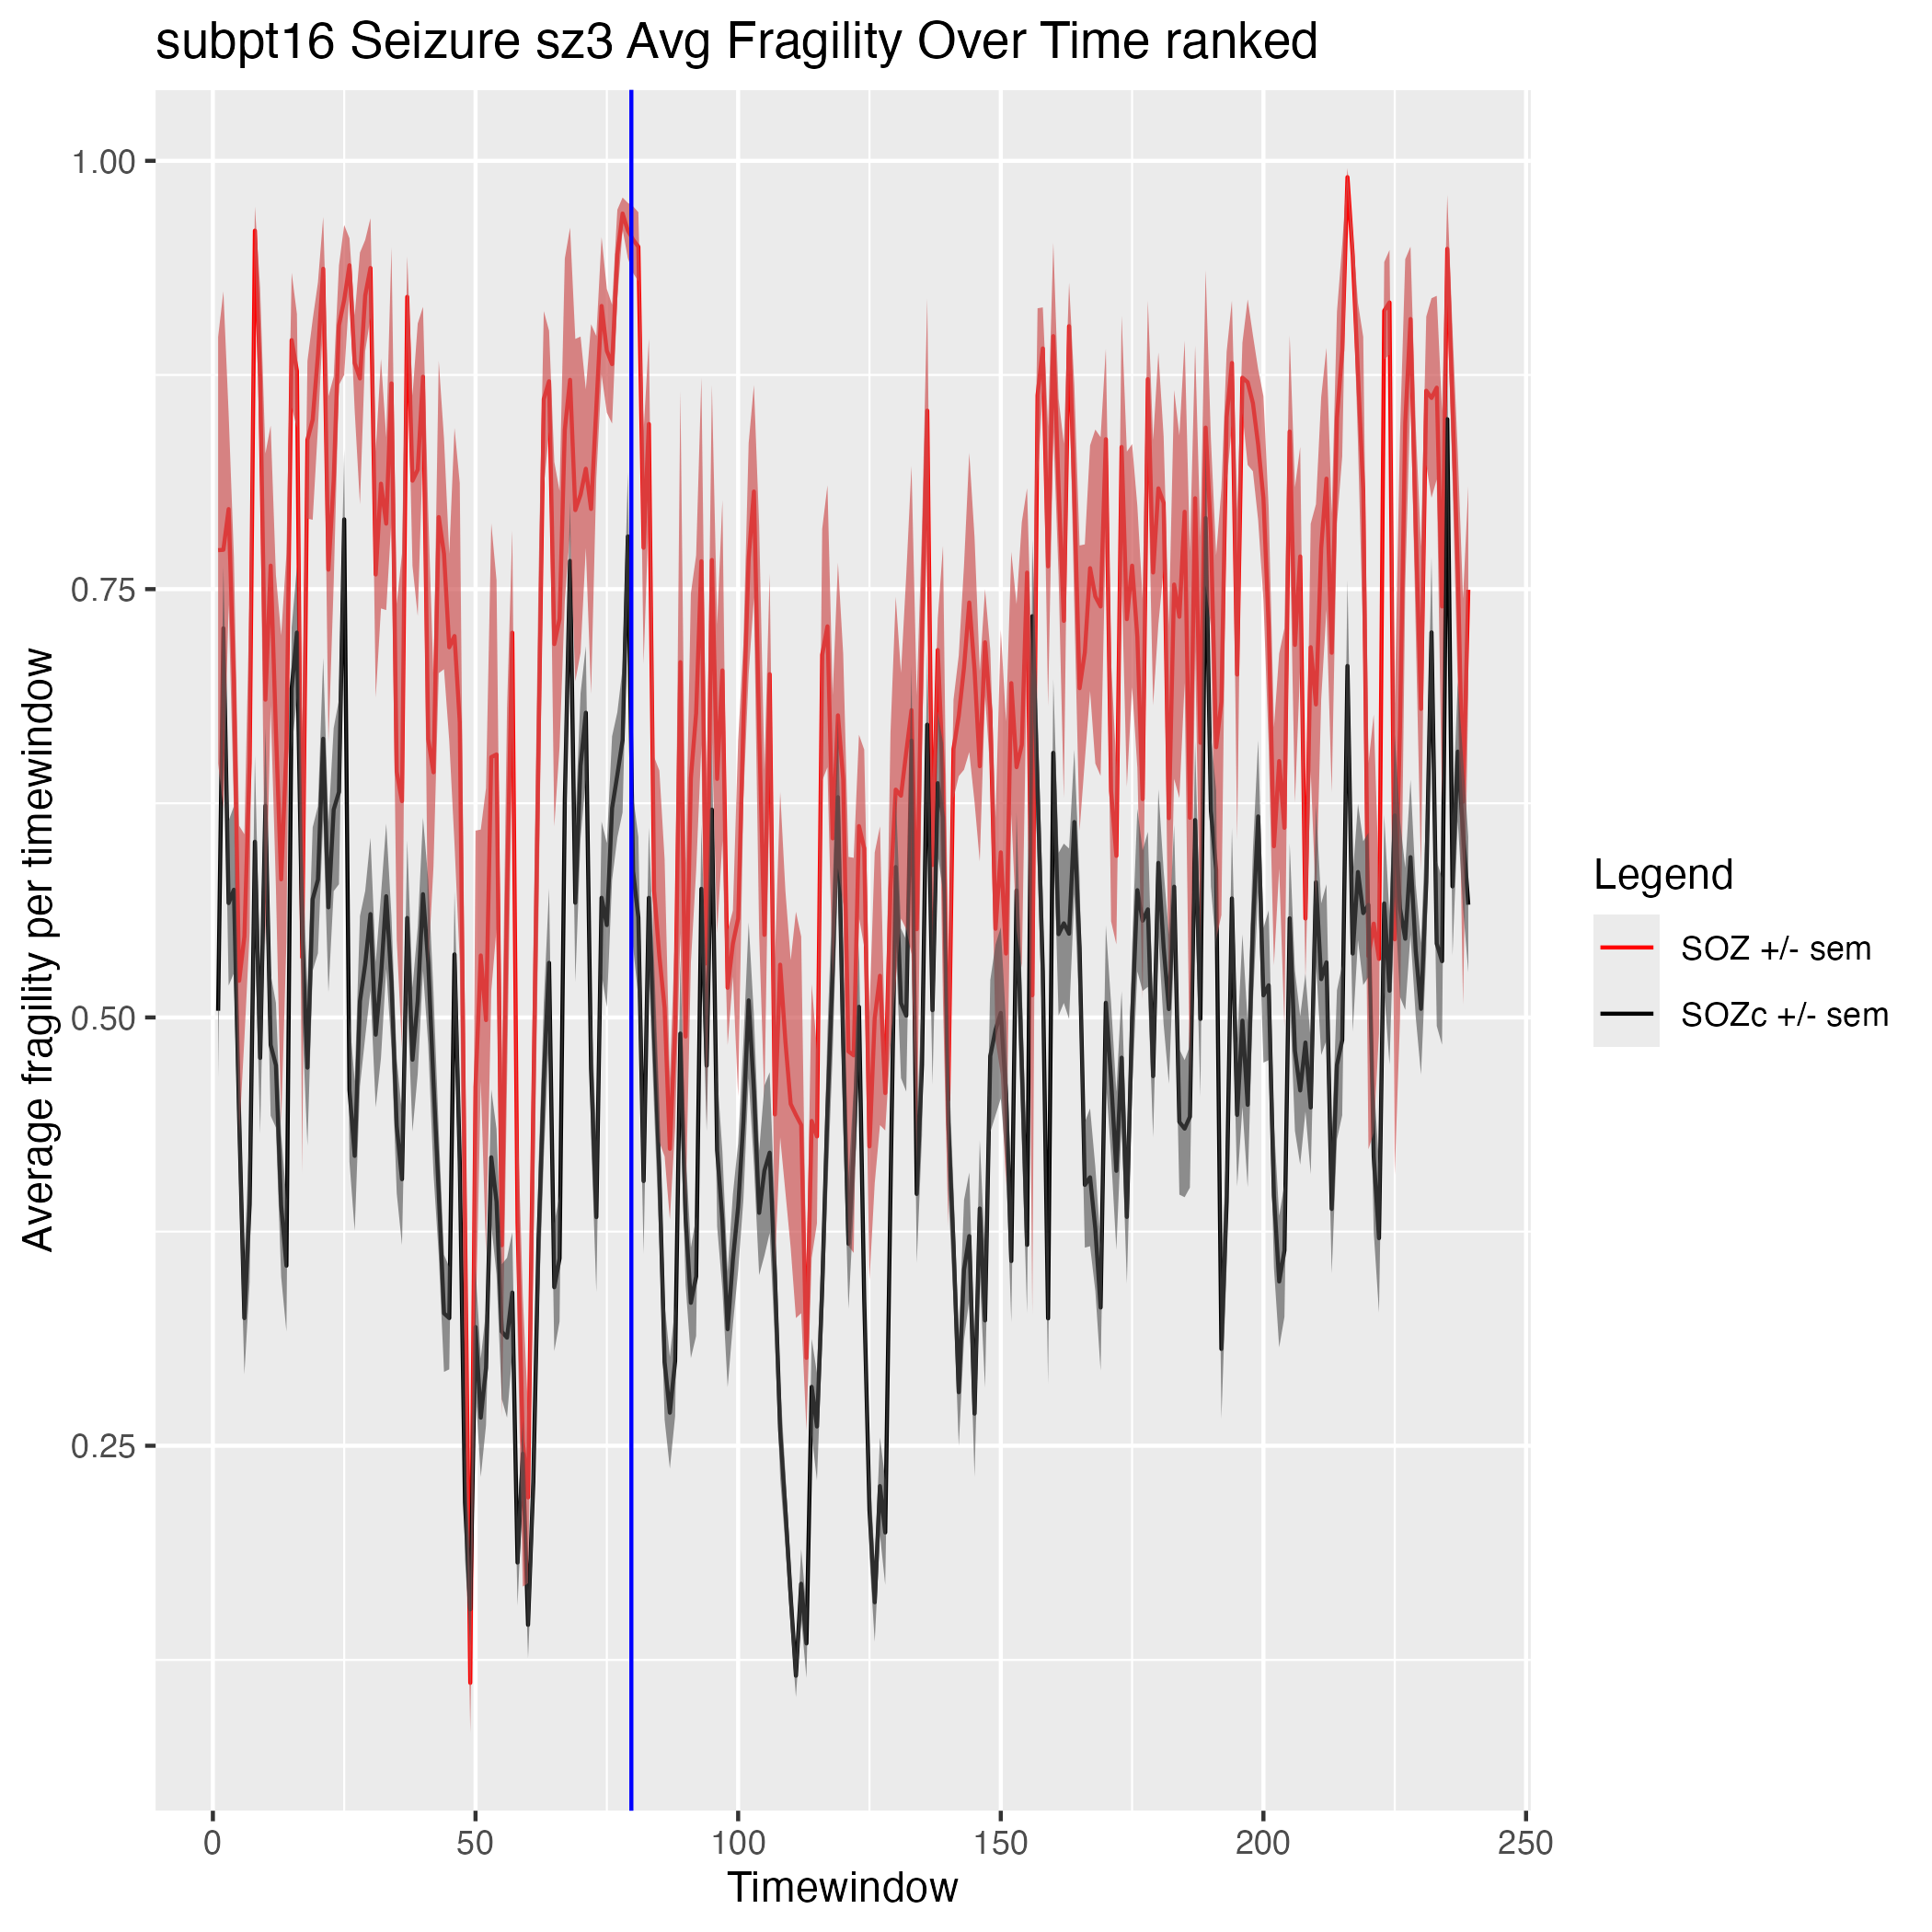 subpt16 Seizure sz3 Avg Fragility Over Time ranked
Average fragility per timewindow
1.00
0.75
0.50
0.25
0 50 100 150 200 250
Timewindow
Legend
SOZ +/- sem
SOZc +/- sem